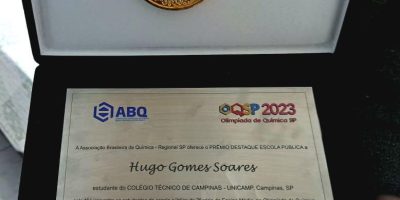 ABQ
QSP 2023
Olimpíada de Química SP
A Associação Brasileira de Química - Regional SP oferece o PRÊMIO DESTAQUE ESCOLA PÚBLICA a
Hugo Gomes Soares
estudante do COLÉGIO TÉCNICO DE CAMPINAS - UNICAMP, Campinas, SP